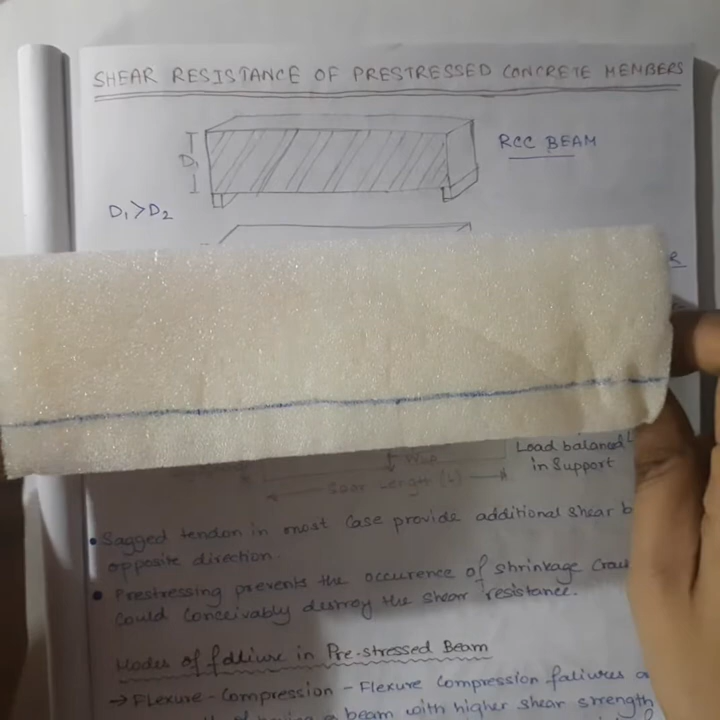 SHEAR RESISTANCE OF PRESTRESSED CONCRETE MEMBERS
RCC BEAM
D1
D1>D2
R
Load balanced
in Support
Span Length (L)
• Sagged tendon in most Case provide additional shear b
opposite direction.
• Prestressing prevents the occurence of shrinkage Crac
Could Conceivably destroy the shear resistance.
Modes of failiure in Pre-stressed Beam
→ Flexure-Compression - Flexure Compression faliures a
a beam with higher shear strength